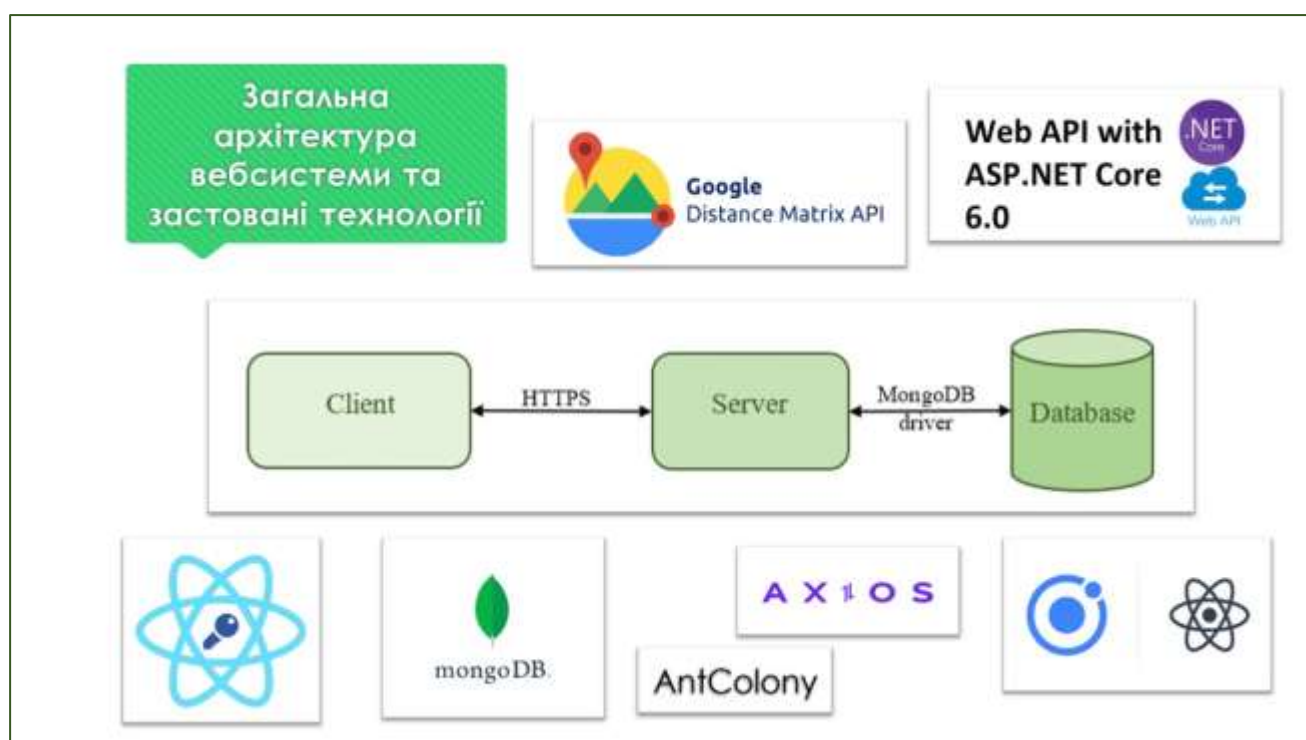 Загальна
архітектура
вебсистеми та
застовані технології
Google
Distance Matrix API
Web API with
ASP.NET Core
6.0
.NET
Core
Web API
Client
HTTPS
Server
MongoDB
driver
Database
mongoDB.
AXIOS
AntColony